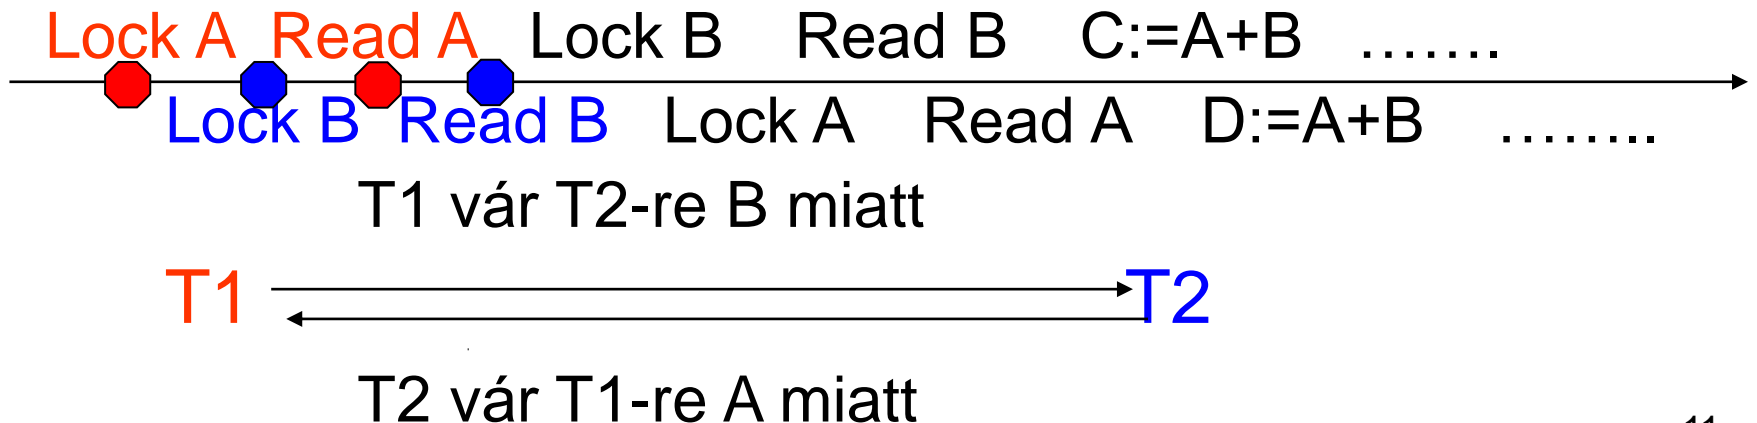 Lock A Read A Lock B Read B C:=A+B …….
Lock B Read B Lock A Read A D:=A+B ……..
T1 vár T2-re B miatt
T1 T2
T2 vár T1-re A miatt
11